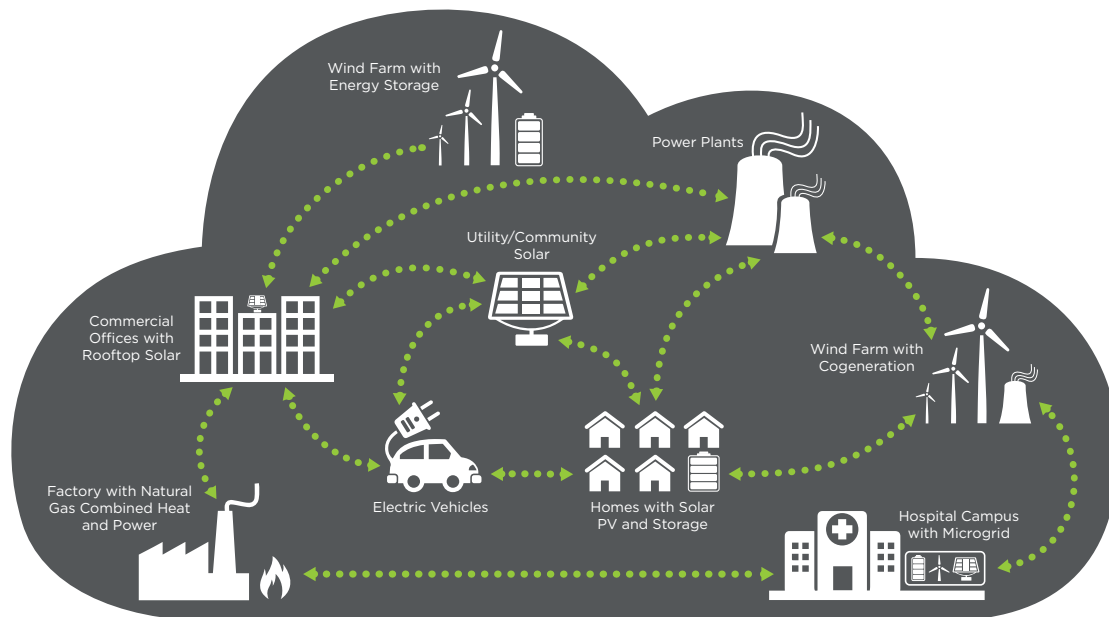 Wind Farm with
Energy Storage
Power Plants
Utility/Community
Solar
Commercial
Offices with
Rooftop Solar
Wind Farm with
Cogeneration
Factory with Natural
Gas Combined Heat
and Power
Electric Vehicles
Homes with Solar
PV and Storage
Hospital Campus
with Microgrid